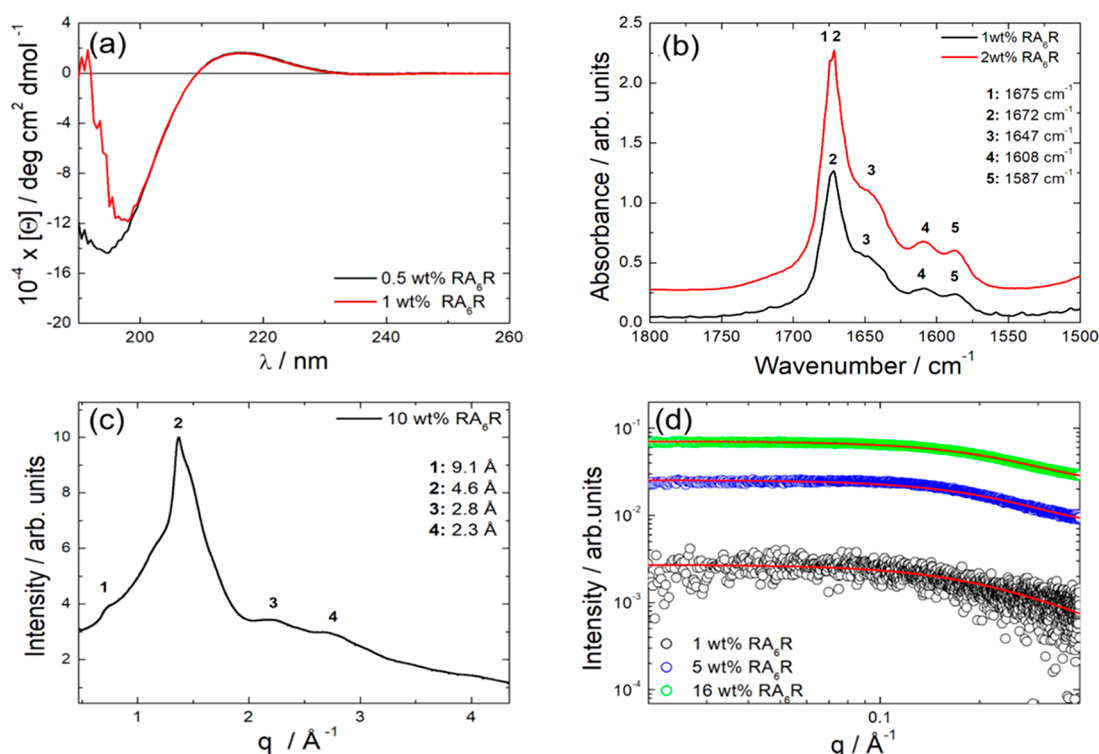 (a)
10⁻⁴ x [Θ] / deg cm² dmol⁻¹
4
0
-4
-8
-12
-16
-20
0.5 wt% RA₆R
1 wt% RA₆R
200 220 240 260
λ / nm
(b)
Absorbance / arb. units
2.5
2.0
1.5
1.0
0.5
0.0
1 2
3
4 5
2
3
4 5
1wt% RA₆R
2wt% RA₆R
1: 1675 cm⁻¹
2: 1672 cm⁻¹
3: 1647 cm⁻¹
4: 1608 cm⁻¹
5: 1587 cm⁻¹
1800 1750 1700 1650 1600 1550 1500
Wavenumber / cm⁻¹
(c)
Intensity / arb. units
10
8
6
4
2
2
1
3
4
10 wt% RA₆R
1: 9.1 Å
2: 4.6 Å
3: 2.8 Å
4: 2.3 Å
1 2 3 4
q / Å⁻¹
(d)
Intensity / arb.units
10⁻¹
10⁻²
10⁻³
10⁻⁴
1 wt% RA₆R
5 wt% RA₆R
16 wt% RA₆R
0.1
q / Å⁻¹